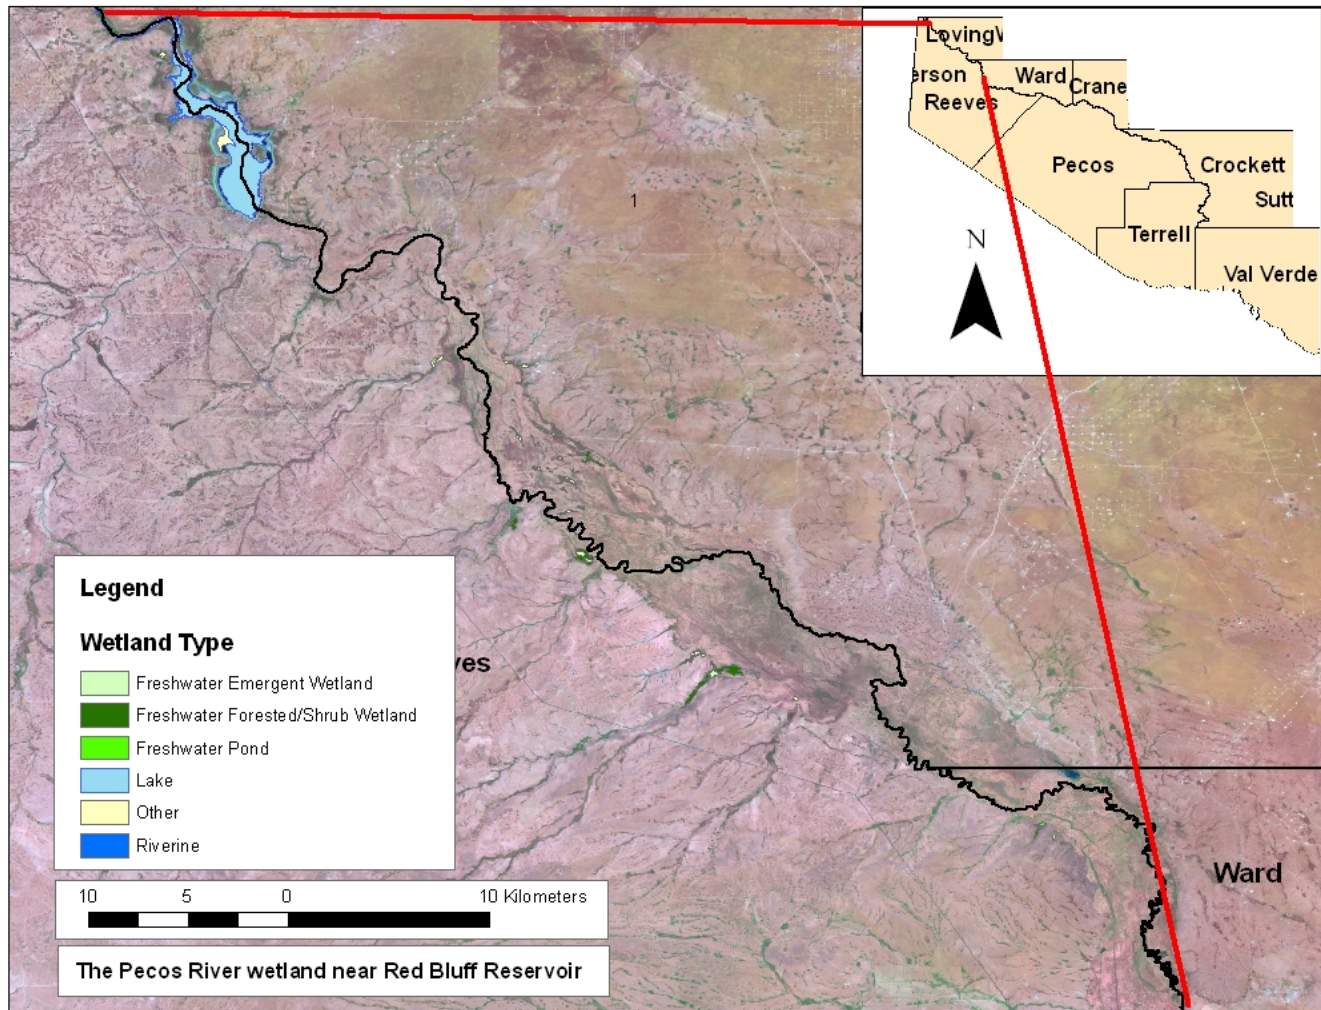 LovingW
erson
Ward
Crane
Reeves
Pecos
Crockett
Sutt
Terrell
N
Val Verde
1
Legend
Wetland Type
ves
Freshwater Emergent Wetland
Freshwater Forested/Shrub Wetland
Freshwater Pond
Lake
Other
Riverine
Ward
10 5 0 10 Kilometers
The Pecos River wetland near Red Bluff Reservoir